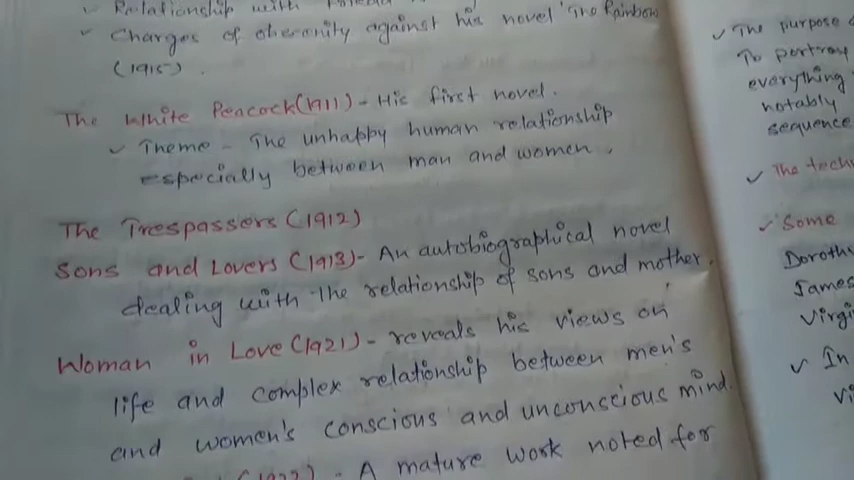 ✓ Relationship with
✓ Charges of obscenity against his novel 'The Rainbow
(1915).
The White Peacock(1911) - His first novel.
✓ Theme - The unhappy human relationship
especially between man and women.
The Trespassers (1912)
Sons and Lovers (1913) - An autobiographical novel
dealing with the relationship of sons and mother.
Woman in Love (1921) - reveals his views on
life and complex relationship between men's
and women's conscious and unconscious mind.
A mature work noted for
✓ The purpose
To portray
everything
notably
sequence
✓ The
✓ Some
Dorothy
James
✓ In